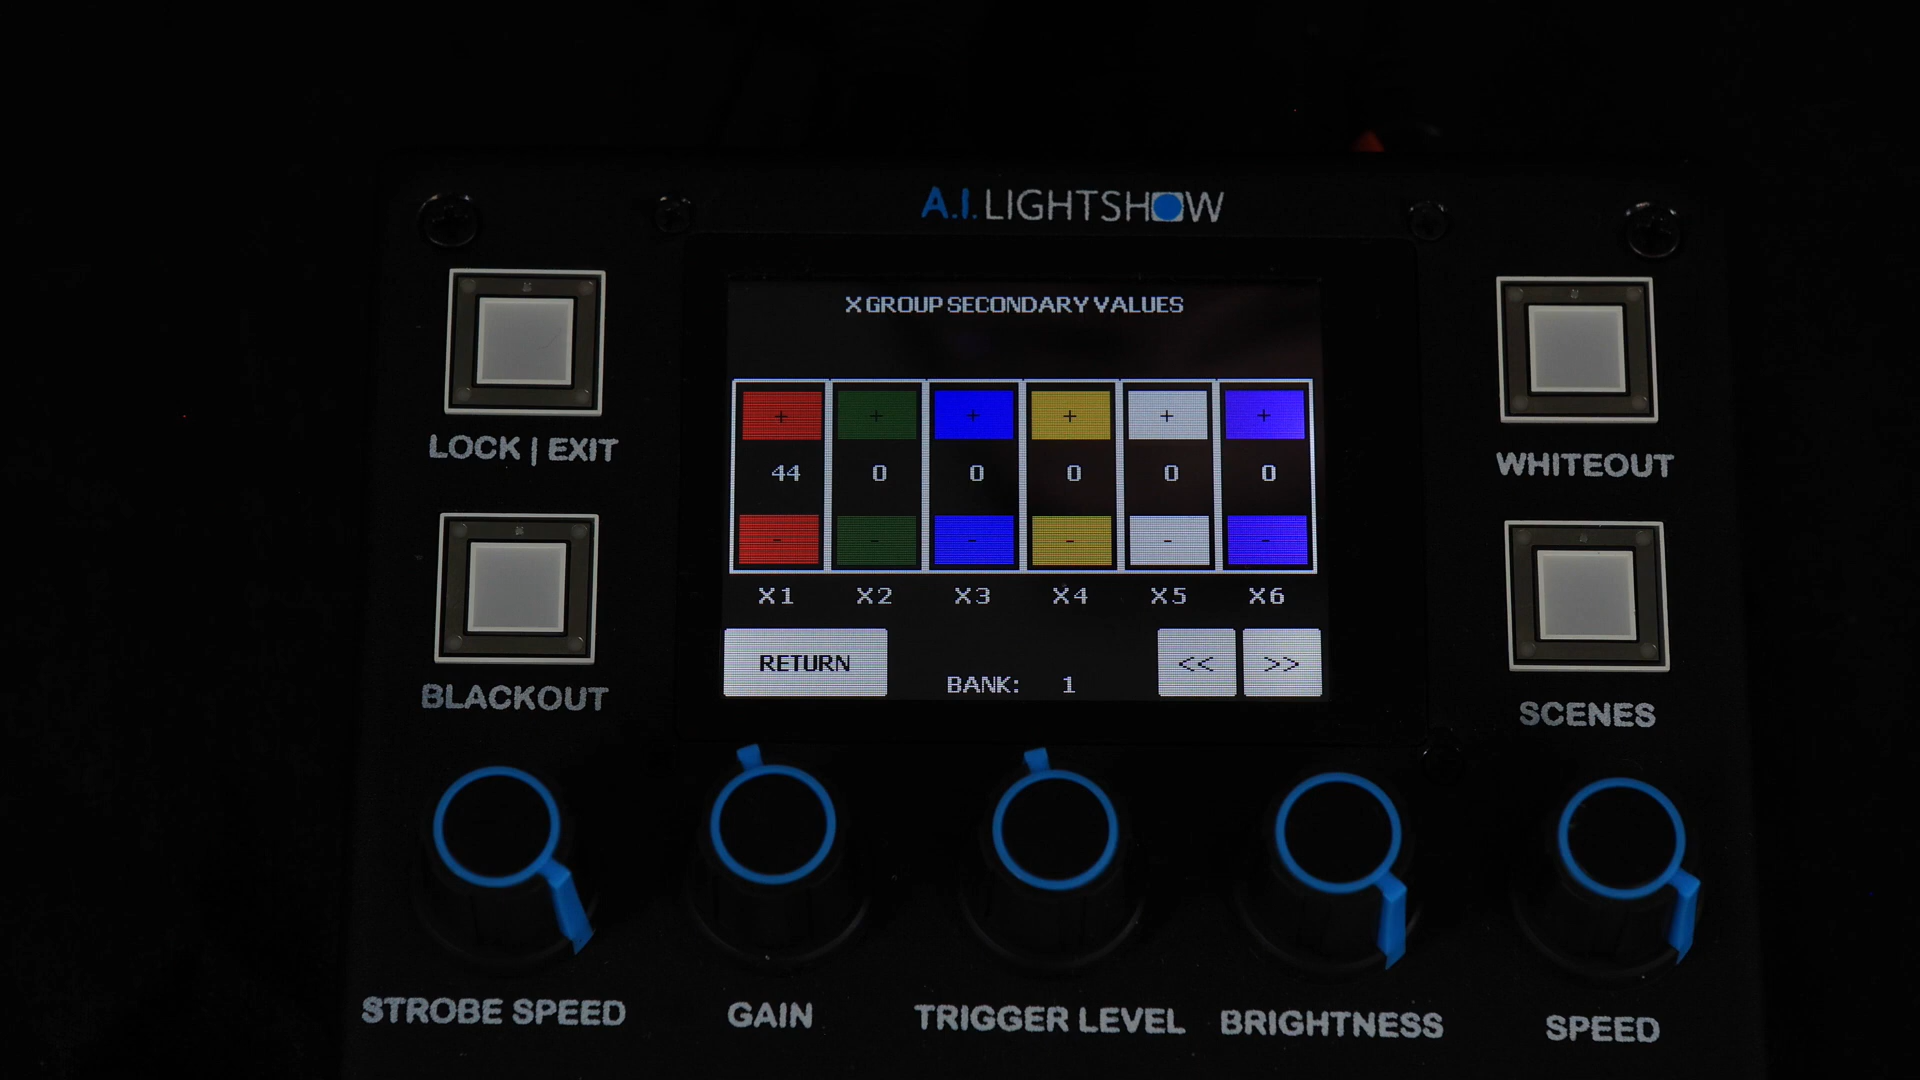 A.I. LIGHTSHOW
X GROUP SECONDARY VALUES
+ + + + + +
44 0 0 0 0 0
- - - - - -
X1 X2 X3 X4 X5 X6
RETURN
BANK: 1
<< >>
LOCK | EXIT
BLACKOUT
WHITEOUT
SCENES
STROBE SPEED
GAIN
TRIGGER LEVEL
BRIGHTNESS
SPEED